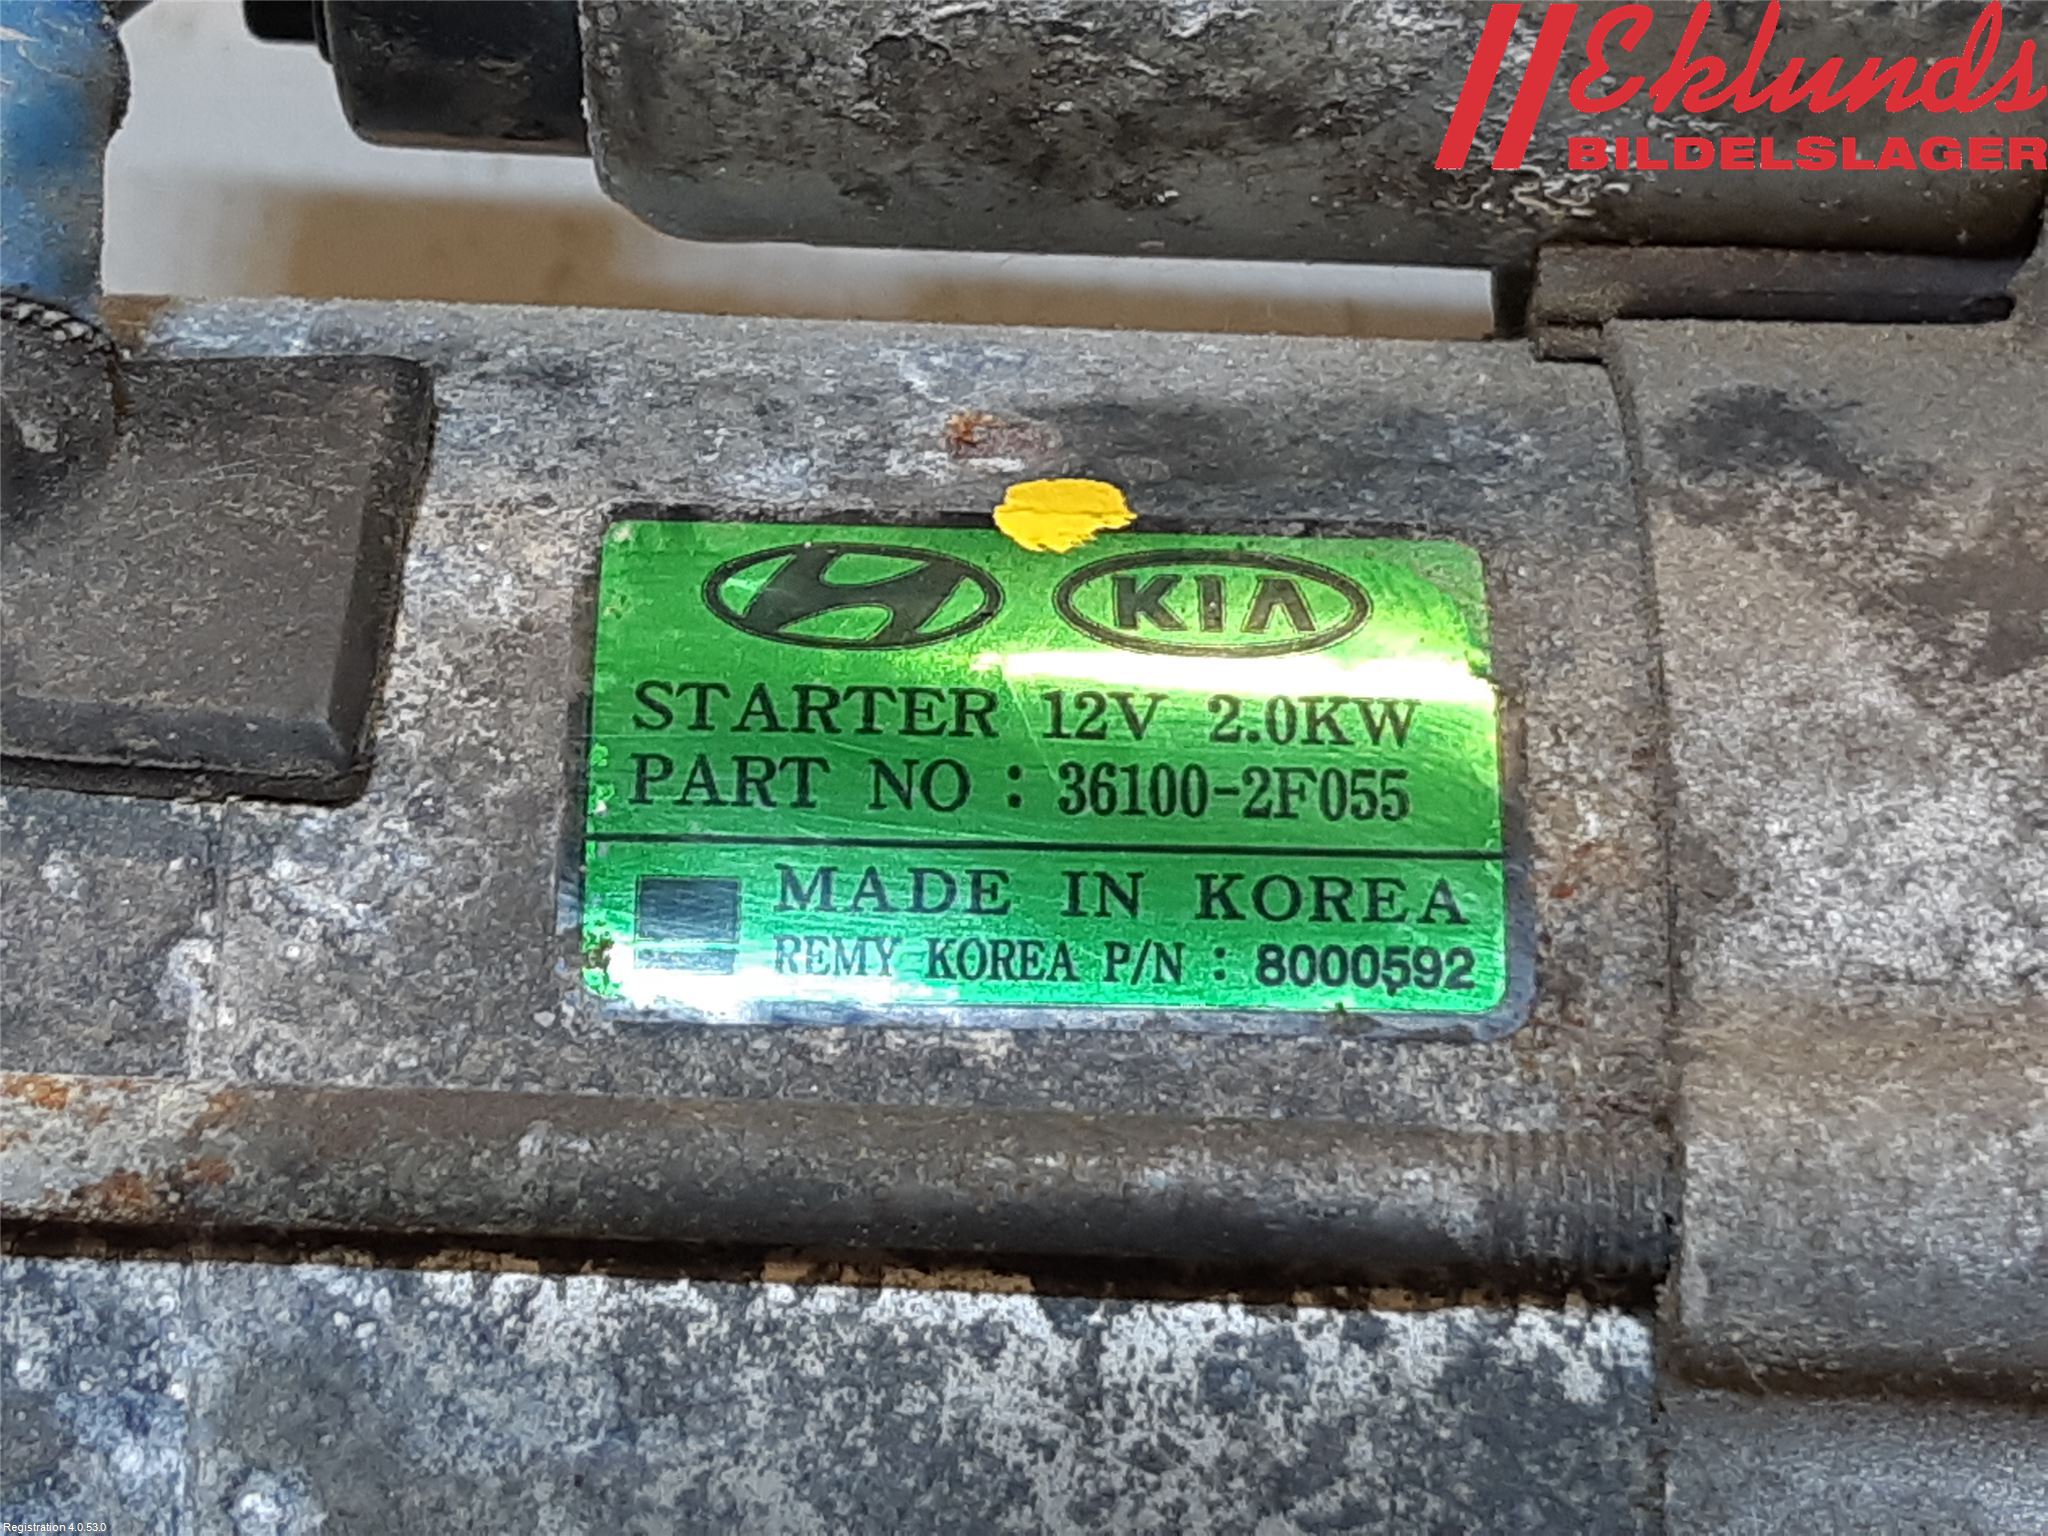 Eklunds
BILDELSLAGER
KIA
STARTER 12V 2.0KW
PART NO : 36100-2F055
MADE IN KOREA
REMY KOREA P/N : 8000592
Registration 4.0.53.0